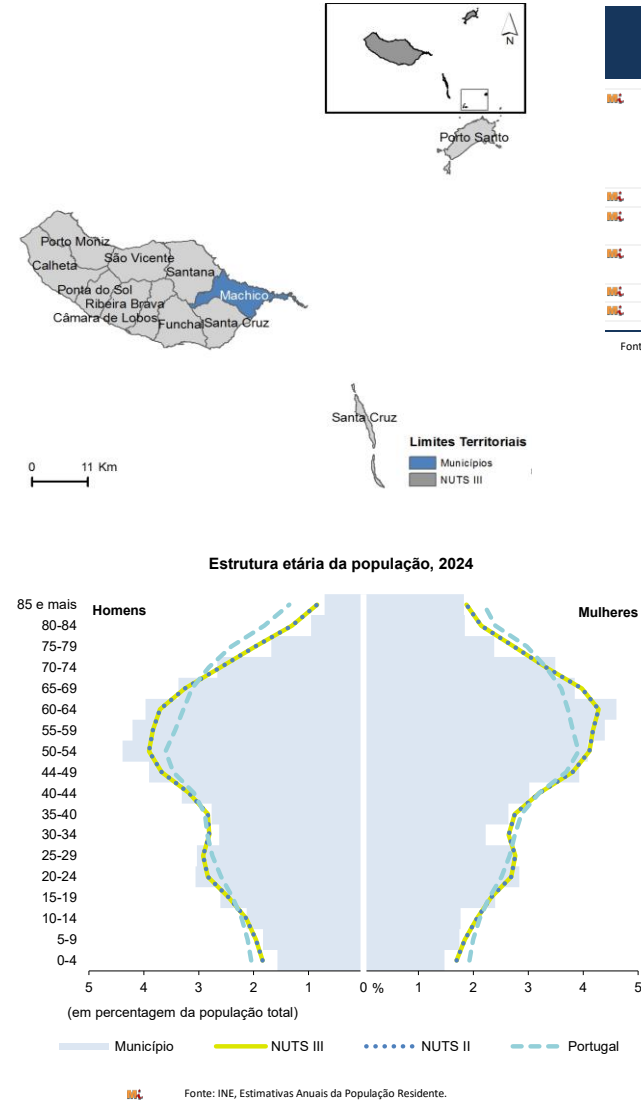 N
Porto Santo
Porto Moniz
Calheta
São Vicente
Santana
Ponta do Sol
Machico
Ribeira Brava
Câmara de Lobos
Funchal
Santa Cruz
Santa Cruz
Limites Territoriais
0 11 Km
Municípios
NUTS III
Font
Estrutura etária da população, 2024
85 e mais
Homens
Mulheres
80-84
75-79
70-74
65-69
60-64
55-59
50-54
44-49
40-44
35-40
30-34
25-29
20-24
15-19
10-14
5-9
0-4
5 4 3 2 1 0 % 1 2 3 4 5
(em percentagem da população total)
Município NUTS III NUTS II Portugal
Fonte: INE, Estimativas Anuais da População Residente.